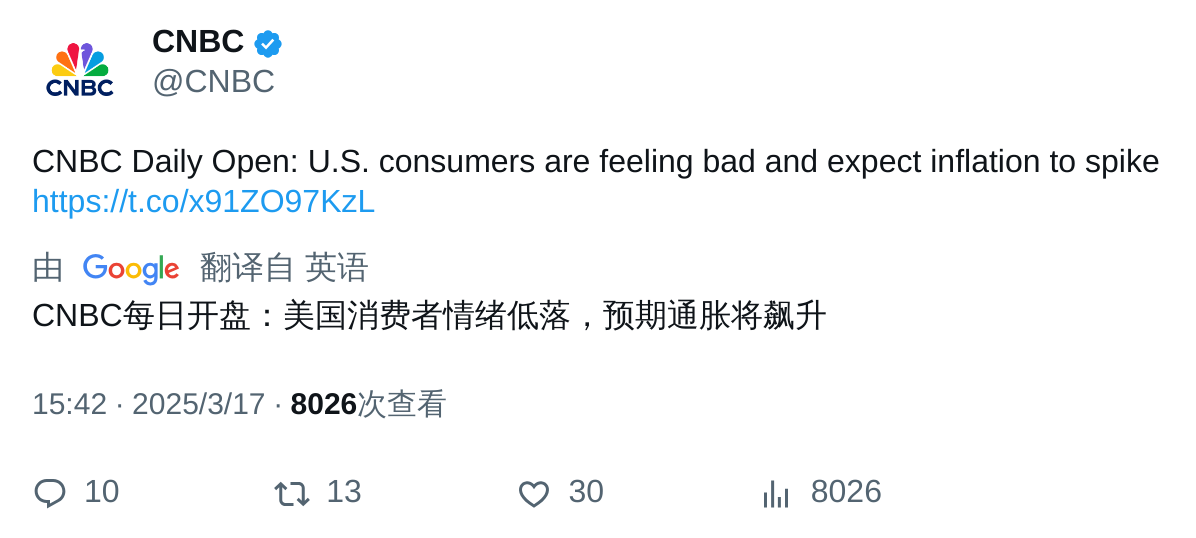 CNBC
@CNBC
CNBC
CNBC Daily Open: U.S. consumers are feeling bad and expect inflation to spike
https://t.co/x91ZO97KzL
由 Google 翻译自 英语
CNBC每日开盘：美国消费者情绪低落，预期通胀将飙升
15:42 · 2025/3/17 · 8026次查看
10 13 30 8026